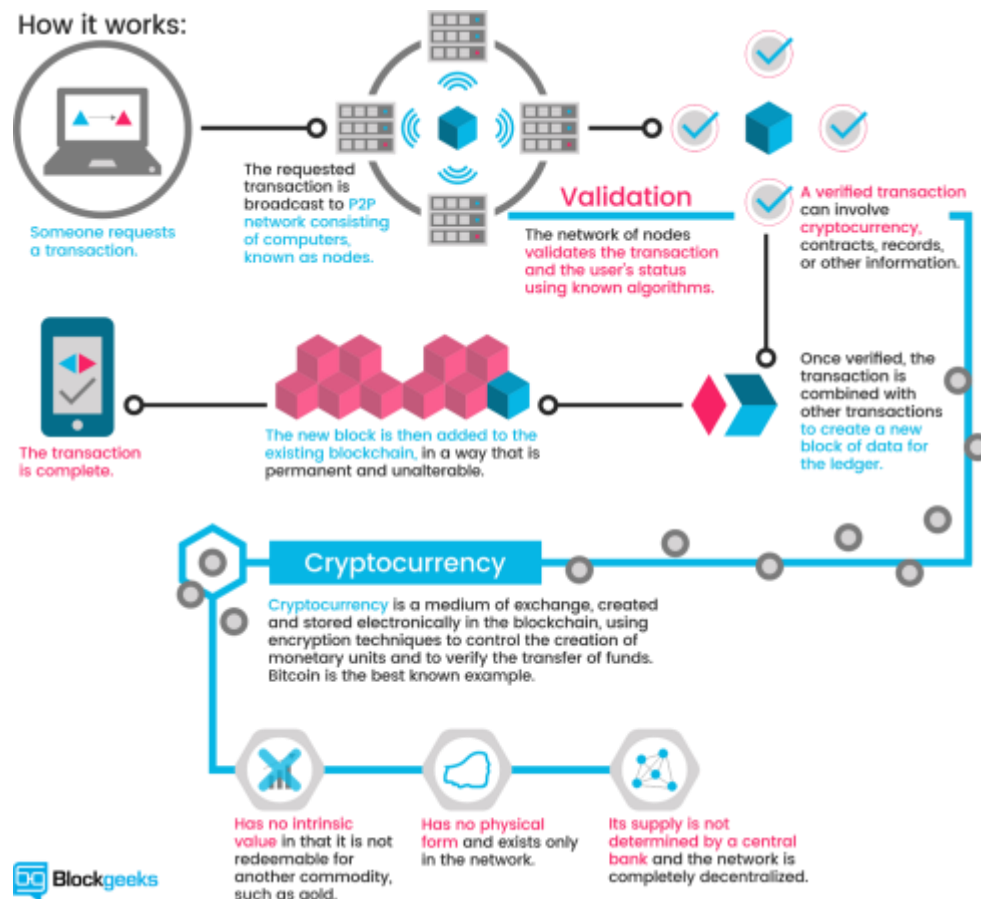 How it works:
Someone requests
a transaction.
The requested
transaction is
broadcast to P2P
network consisting
of computers,
known as nodes.
Validation
The network of nodes
validates the transaction
and the user's status
using known algorithms.
A verified transaction
can involve
cryptocurrency,
contracts, records,
or other information.
Once verified, the
transaction is
combined with
other transactions
to create a new
block of data for
the ledger.
The new block is then added to the
existing blockchain, in a way that is
permanent and unalterable.
The transaction
is complete.
Cryptocurrency
Cryptocurrency is a medium of exchange, created
and stored electronically in the blockchain, using
encryption techniques to control the creation of
monetary units and to verify the transfer of funds.
Bitcoin is the best known example.
Has no intrinsic
value in that it is not
redeemable for
another commodity,
such as gold.
Has no physical
form and exists only
in the network.
Its supply is not
determined by a central
bank and the network is
completely decentralized.
Blockgeeks